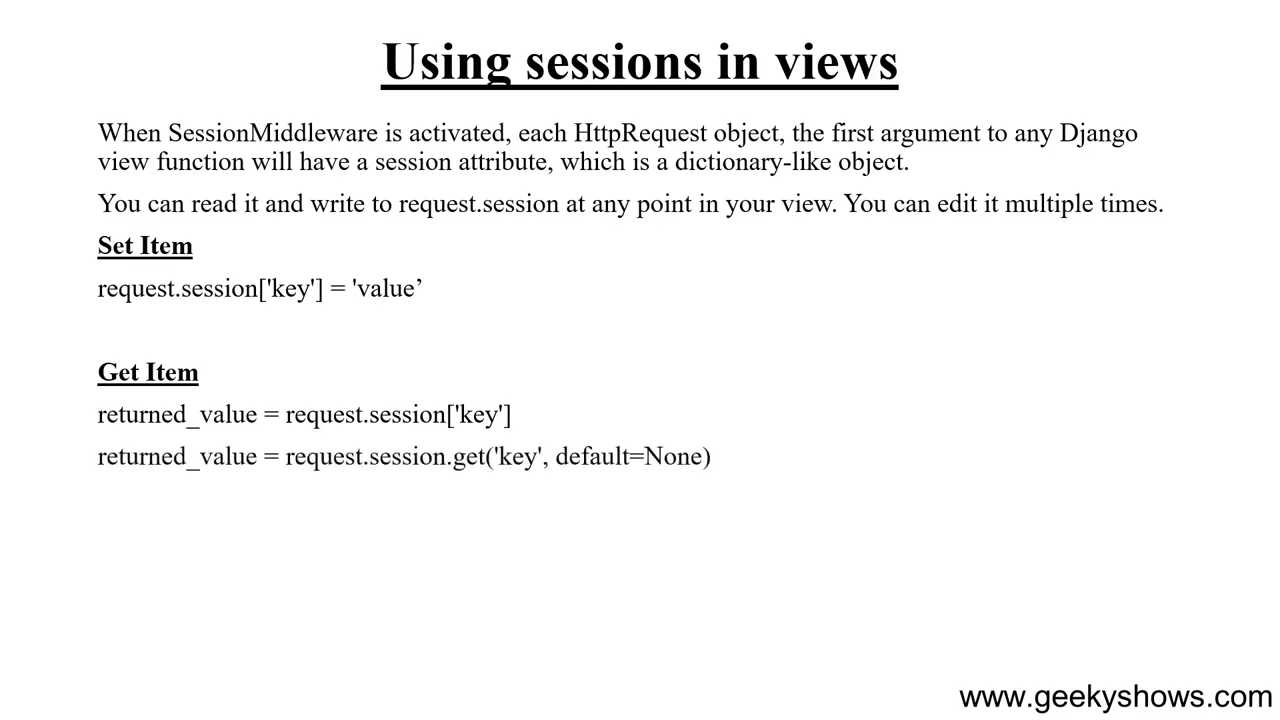 Using sessions in views
When SessionMiddleware is activated, each HttpRequest object, the first argument to any Django
view function will have a session attribute, which is a dictionary-like object.
You can read it and write to request.session at any point in your view. You can edit it multiple times.
Set Item
request.session['key'] = 'value’
Get Item
returned_value = request.session['key']
returned_value = request.session.get('key', default=None)
www.geekyshows.com